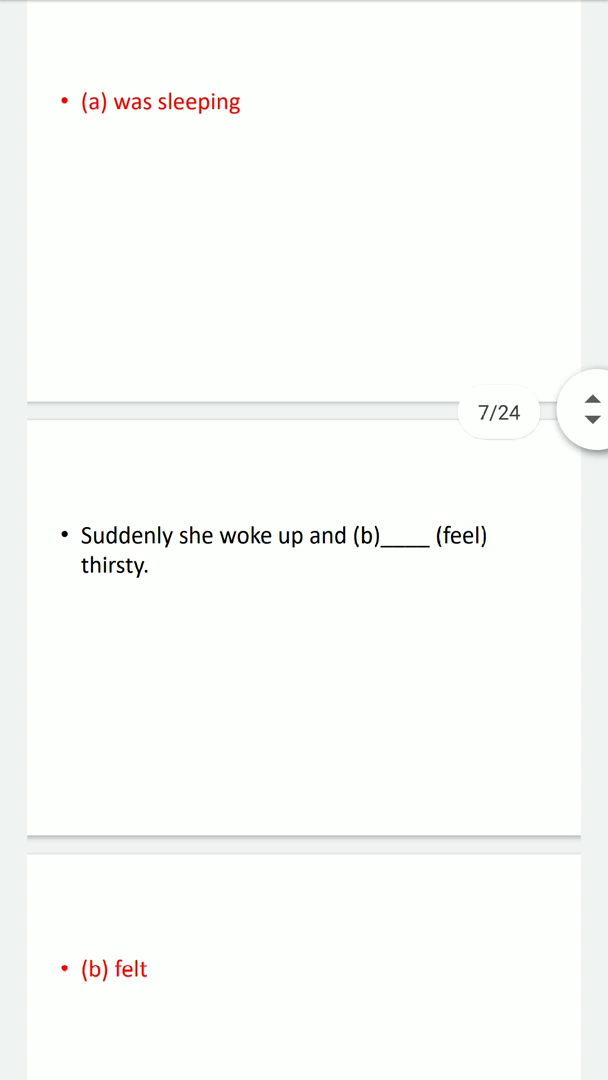 • (a) was sleeping
7/24
• Suddenly she woke up and (b)____ (feel)
thirsty.
• (b) felt